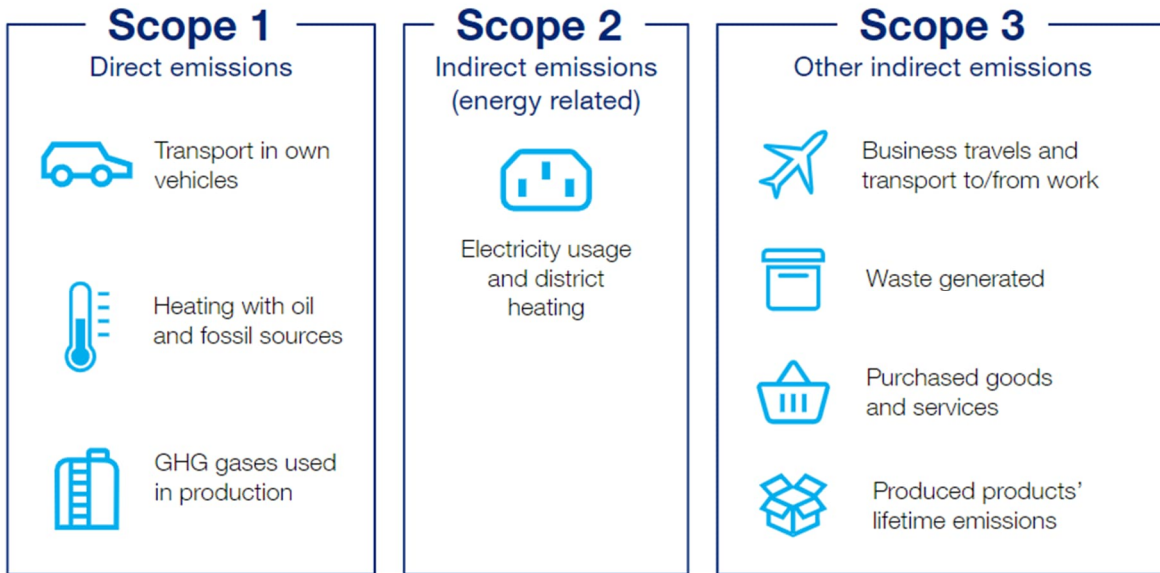 Scope 1
Direct emissions
Transport in own
vehicles
Heating with oil
and fossil sources
GHG gases used
in production
Scope 2
Indirect emissions
(energy related)
Electricity usage
and district
heating
Scope 3
Other indirect emissions
Business travels and
transport to/from work
Waste generated
Purchased goods
and services
Produced products’
lifetime emissions